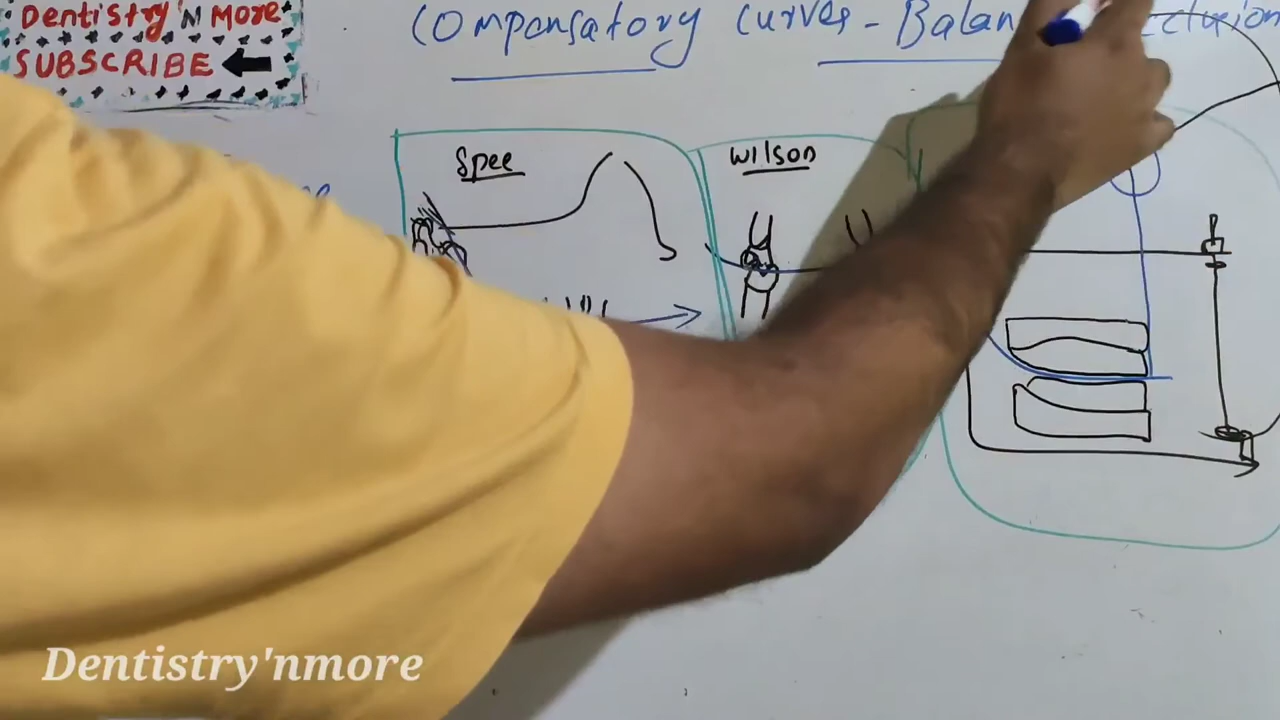 Dentistry 'N More
SUBSCRIBE
Compensatory Curves - Balan
Spee
Wilson
Dentistry'nmore